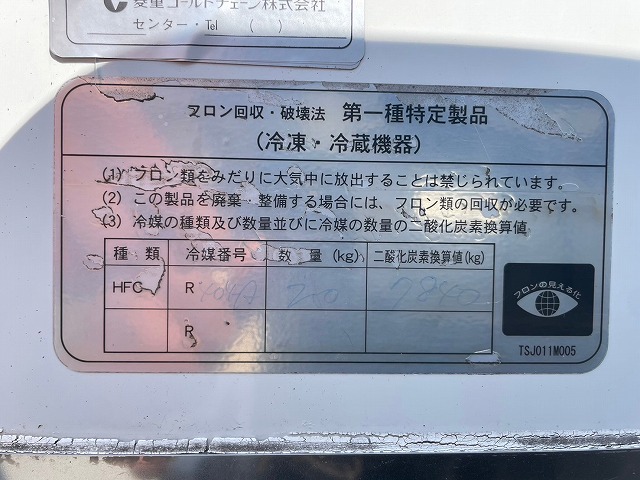 菱重コールドチェーン株式会社
センター・Tel ( )
フロン回収・破壊法 第一種特定製品
(冷凍・冷蔵機器)
(1) フロン類をみだりに大気中に放出することは禁じられています。
(2) この製品を廃棄・整備する場合には、フロン類の回収が必要です。
(3) 冷媒の種類及び数量並びに冷媒の数量の二酸化炭素換算値
種 類 冷媒番号 数 量 (kg) 二酸化炭素換算値(kg)
HFC R 404A
R
フロンの見える化
TSJ011M005